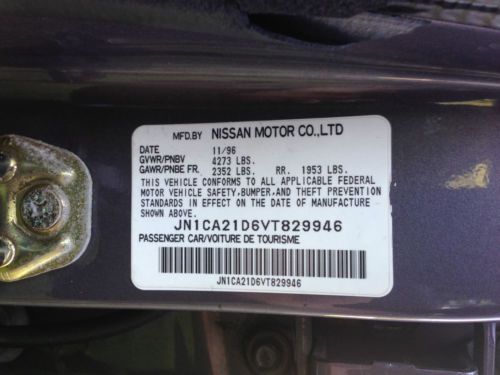 MFD.BY NISSAN MOTOR CO.,LTD
DATE 11/96
GVWR/PNBV 4273 LBS.
GAWR/PNBE FR. 2352 LBS. RR. 1953 LBS.
THIS VEHICLE CONFORMS TO ALL APPLICABLE FEDERAL
MOTOR VEHICLE SAFETY,BUMPER,AND THEFT PREVENTION
STANDARDS IN EFFECT ON THE DATE OF MANUFACTURE
SHOWN ABOVE.
JN1CA21D6VT829946
PASSENGER CAR/VOITURE DE TOURISME
JN1CA21D6VT829946